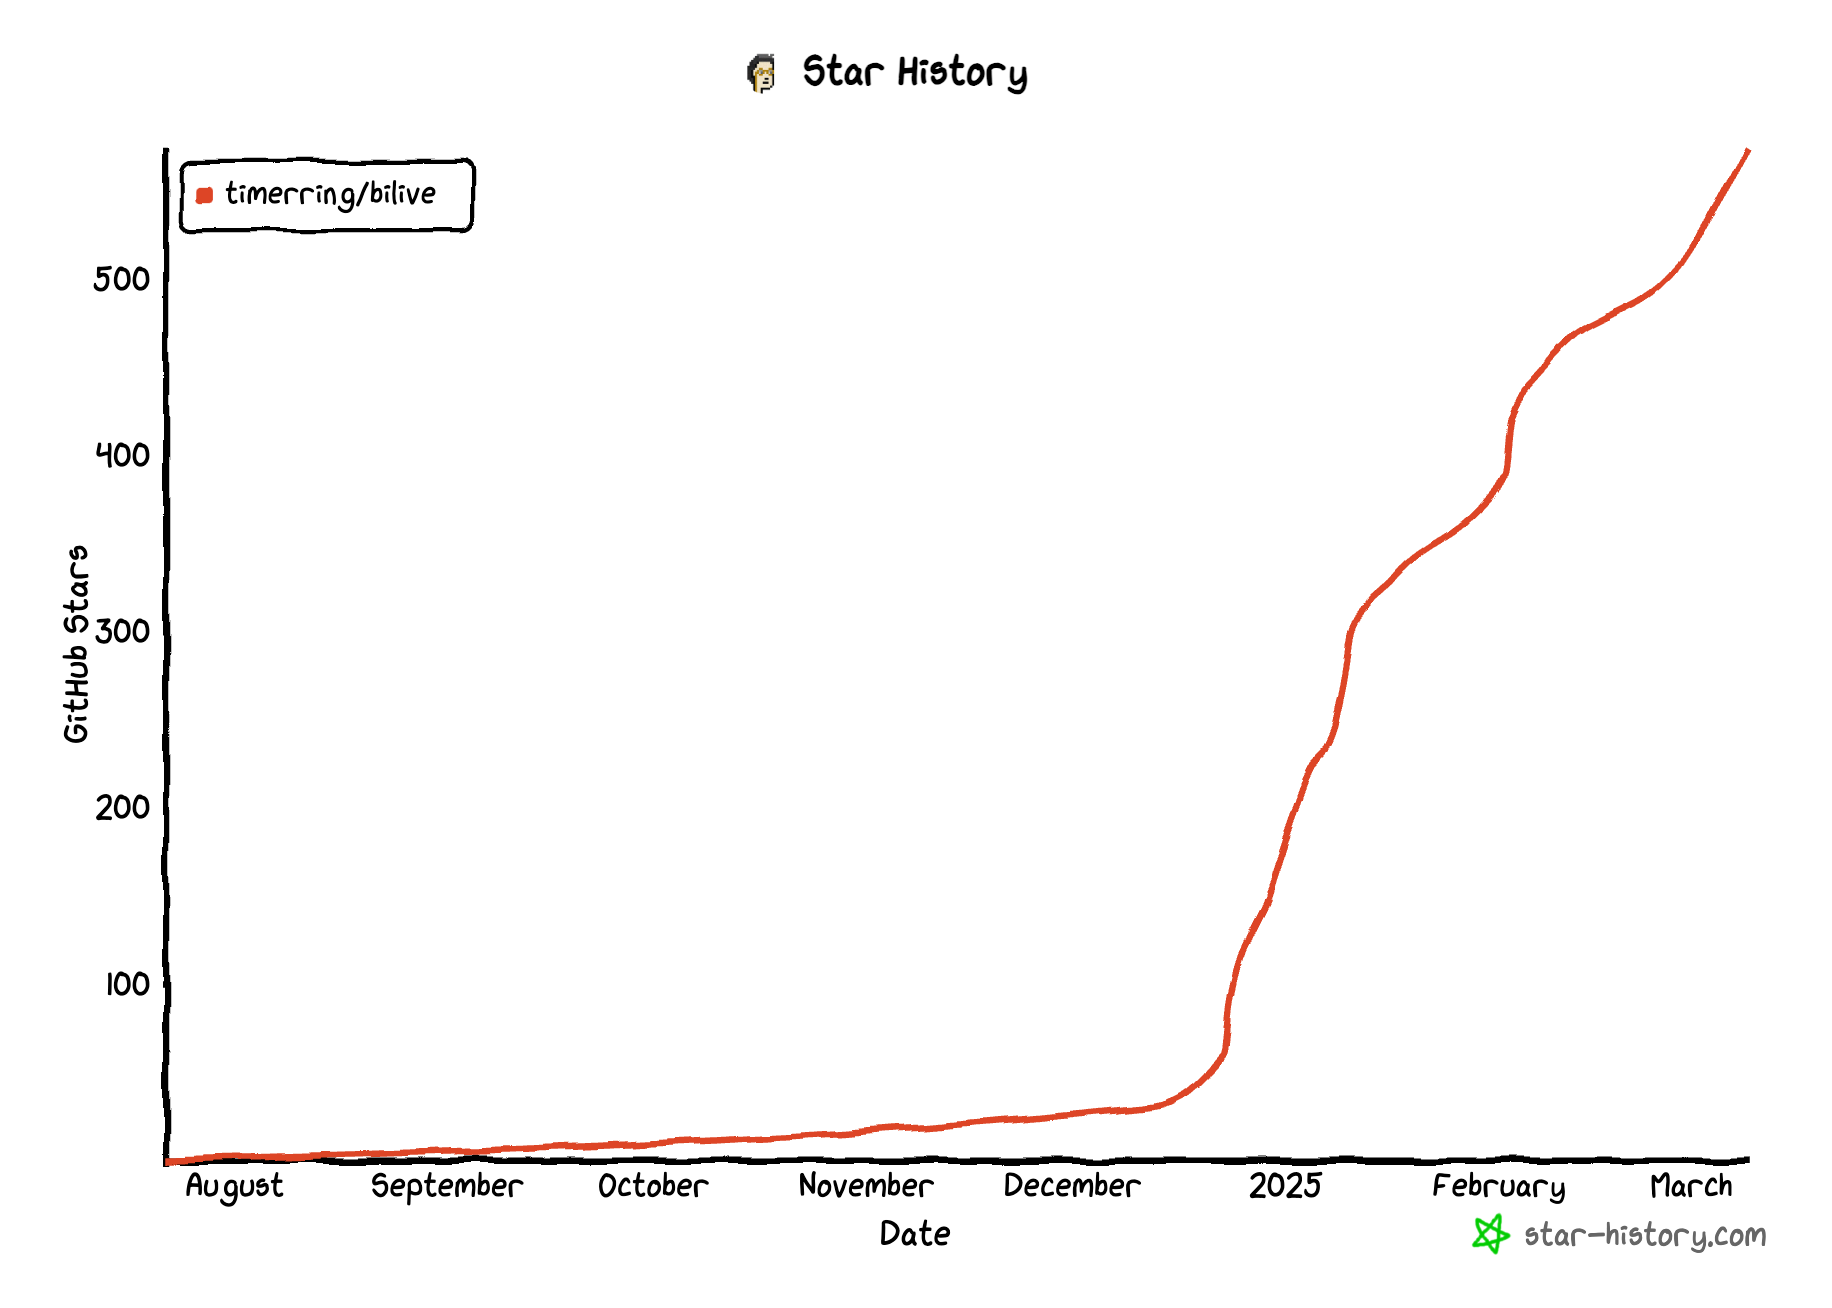 Star History
timerring/bilive
500
400
300
200
100
GitHub Stars
August September October November December 2025 February March
Date
star-history.com